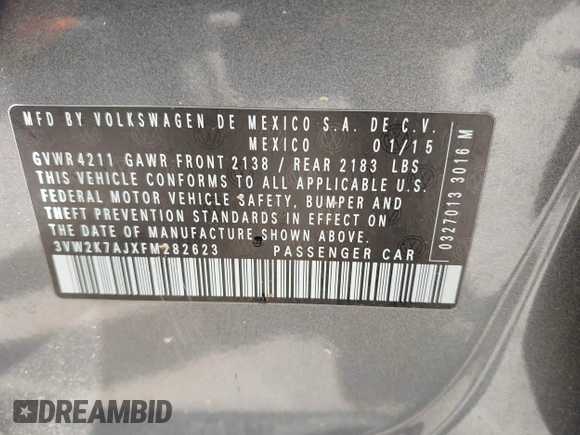 MFD BY VOLKSWAGEN DE MEXICO S.A. DE C.V.
MEXICO 01/15
GVWR 4211 GAWR FRONT 2138 / REAR 2183 LBS
THIS VEHICLE CONFORMS TO ALL APPLICABLE U.S.
FEDERAL MOTOR VEHICLE SAFETY, BUMPER AND
THEFT PREVENTION STANDARDS IN EFFECT ON
THE DATE OF MANUFACTURE SHOWN ABOVE.
3VW2K7AJXFM282623 PASSENGER CAR
0327013 3016 M
DREAMBID